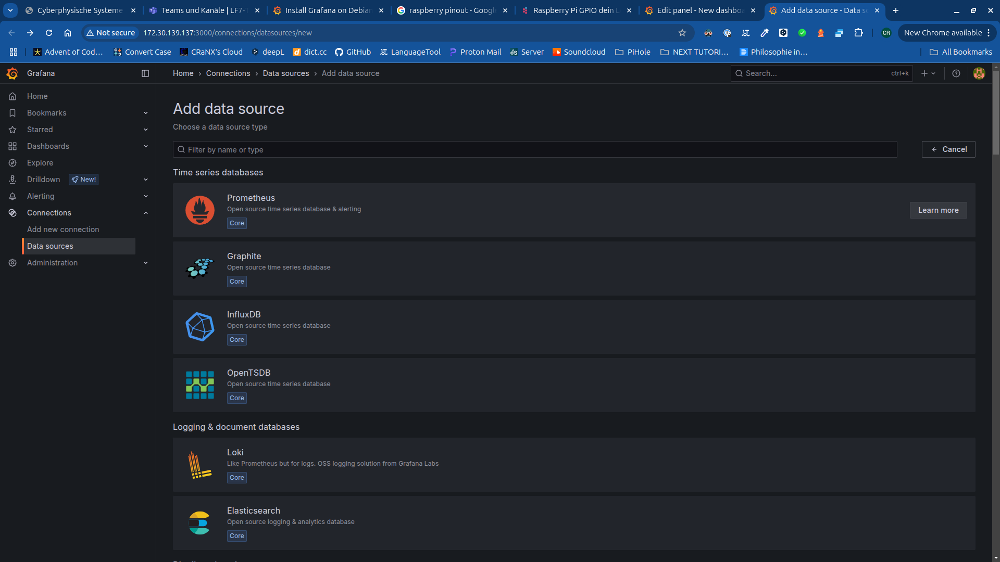 Cyberphysische Systeme
Teams und Kanäle | LF7-T
Install Grafana on Debian
raspberry pinout - Google
Raspberry Pi GPIO dein L
Edit panel - New dashboa
Add data source - Data so
Not secure
172.30.139.137:3000/connections/datasources/new
CR
New Chrome available
Advent of Cod...
Convert Case
CRaNX's Cloud
deepL
dict.cc
GitHub
LanguageTool
Proton Mail
Server
Soundcloud
PiHole
NEXT TUTORI...
Philosophie in...
All Bookmarks
Grafana
Home › Connections › Data sources › Add data source
Search...
ctrl+k
Home
Bookmarks
Starred
Dashboards
Explore
Drilldown
New!
Alerting
Connections
Add new connection
Data sources
Administration
Add data source
Choose a data source type
Filter by name or type
Cancel
Time series databases
Prometheus
Open source time series database & alerting
Core
Learn more
Graphite
Open source time series database
Core
InfluxDB
Open source time series database
Core
OpenTSDB
Open source time series database
Core
Logging & document databases
Loki
Like Prometheus but for logs. OSS logging solution from Grafana Labs
Core
Elasticsearch
Open source logging & analytics database
Core